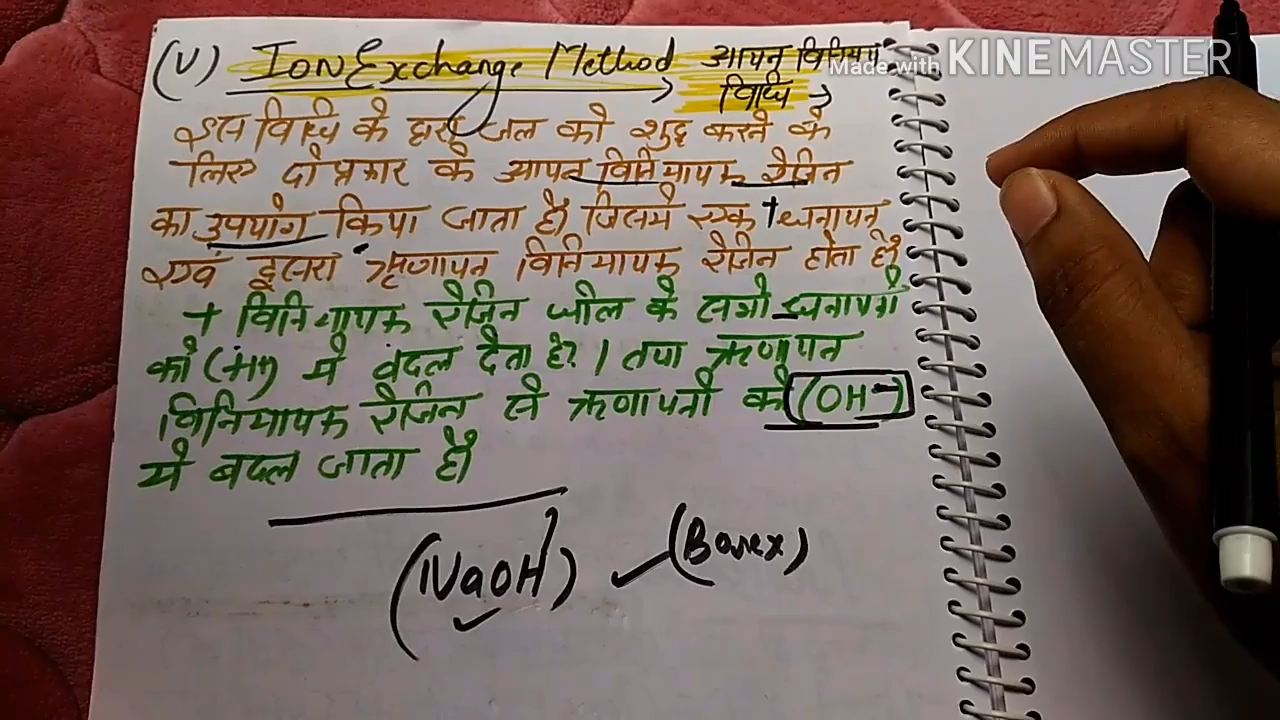 (V) Ion Exchange Method आयन विनिमय
विधि →
Made with KINEMASTER
इस विधि के द्वारा जल को शुद्ध करने के
लिए दो प्रकार के आयन विनिमायक रेजिन
का उपयोग किया जाता है। जिसमे एक + धनायन
एवं दूसरा ऋणायन विनिमायक रेजिन होता है।
+ विनिमायक रेजिन जोल के सभी धनायनो
को (H+) मे बदल देता है। तथा ऋणायन
विनिमायक रेजिन से ऋणायनो को (OH-)
मे बदल जाता है।
(NaOH) (Borex)